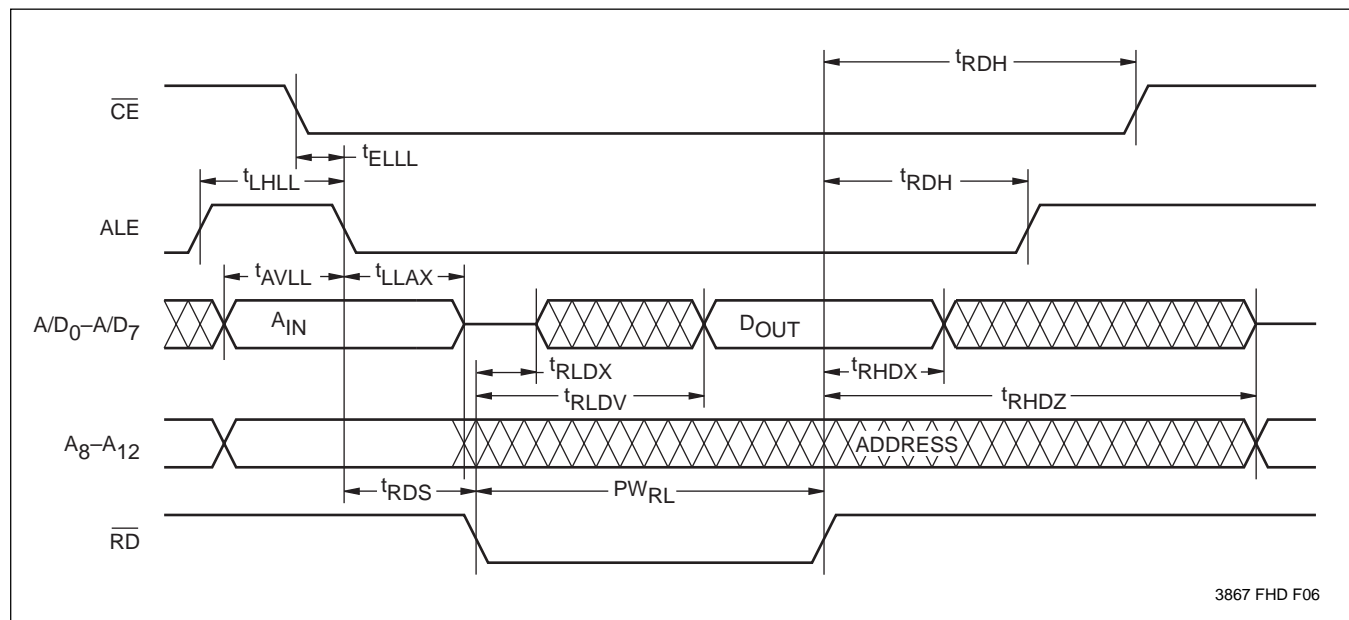 tRDH
CE
tELLL
tLHLL
tRDH
ALE
tAVLL
tLLAX
A/D0–A/D7
AIN
DOUT
tRLDX
tRHDX
tRLDV
tRHDZ
A8–A12
ADDRESS
tRDS
PWRL
RD
3867 FHD F06